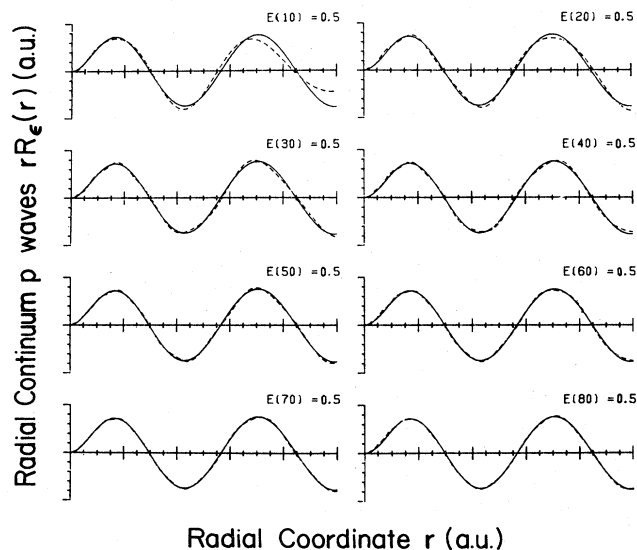 E(10) =0.5
E(20) =0.5
E(30) =0.5
E(40) =0.5
E(50) =0.5
E(60) =0.5
E(70) =0.5
E(80) =0.5
Radial Continuum p waves rRϵ(r) (a.u.)
Radial Coordinate r (a.u.)